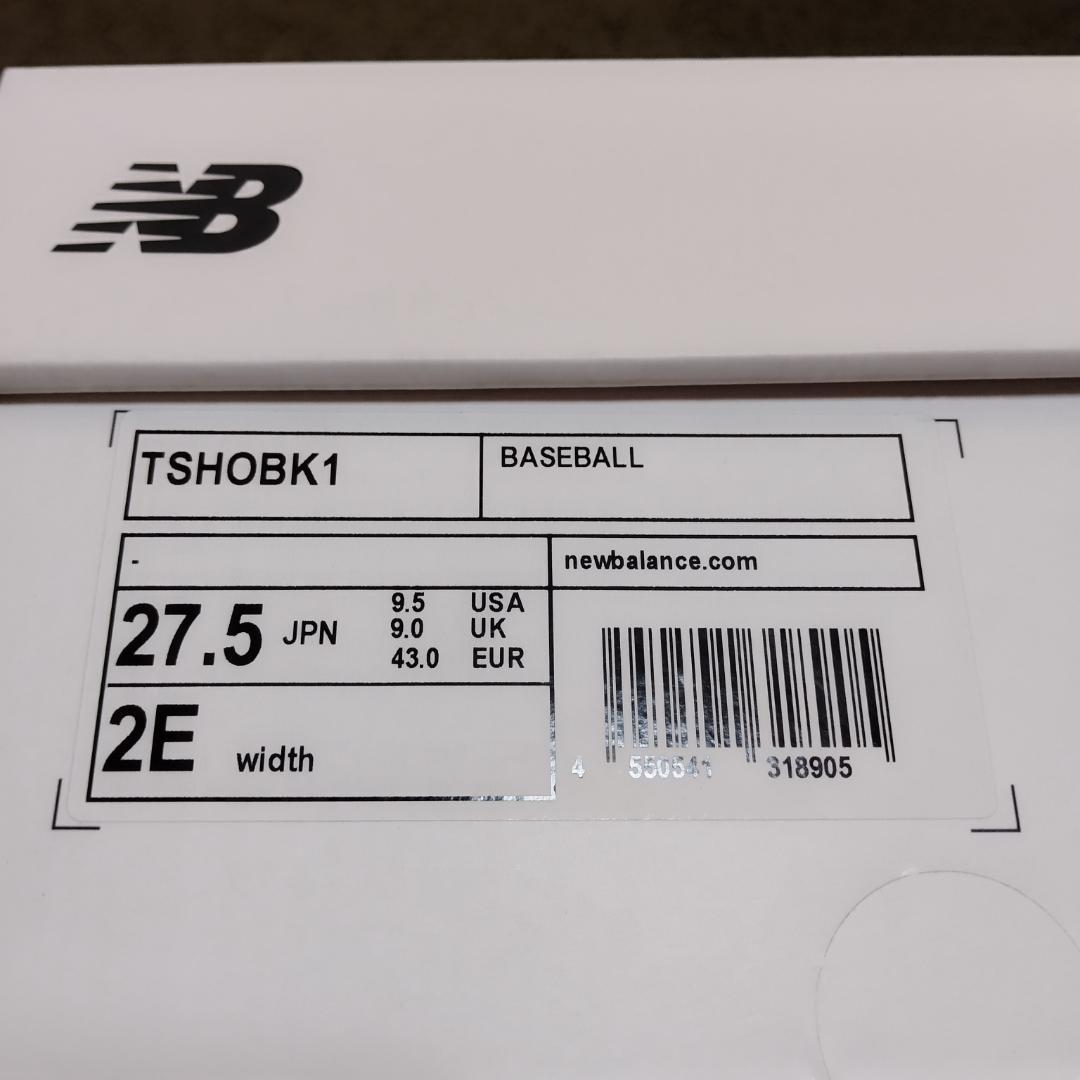 NB
TSHOBK1
BASEBALL
-
newbalance.com
27.5 JPN
9.5 USA
9.0 UK
43.0 EUR
2E width
4 550541 318905